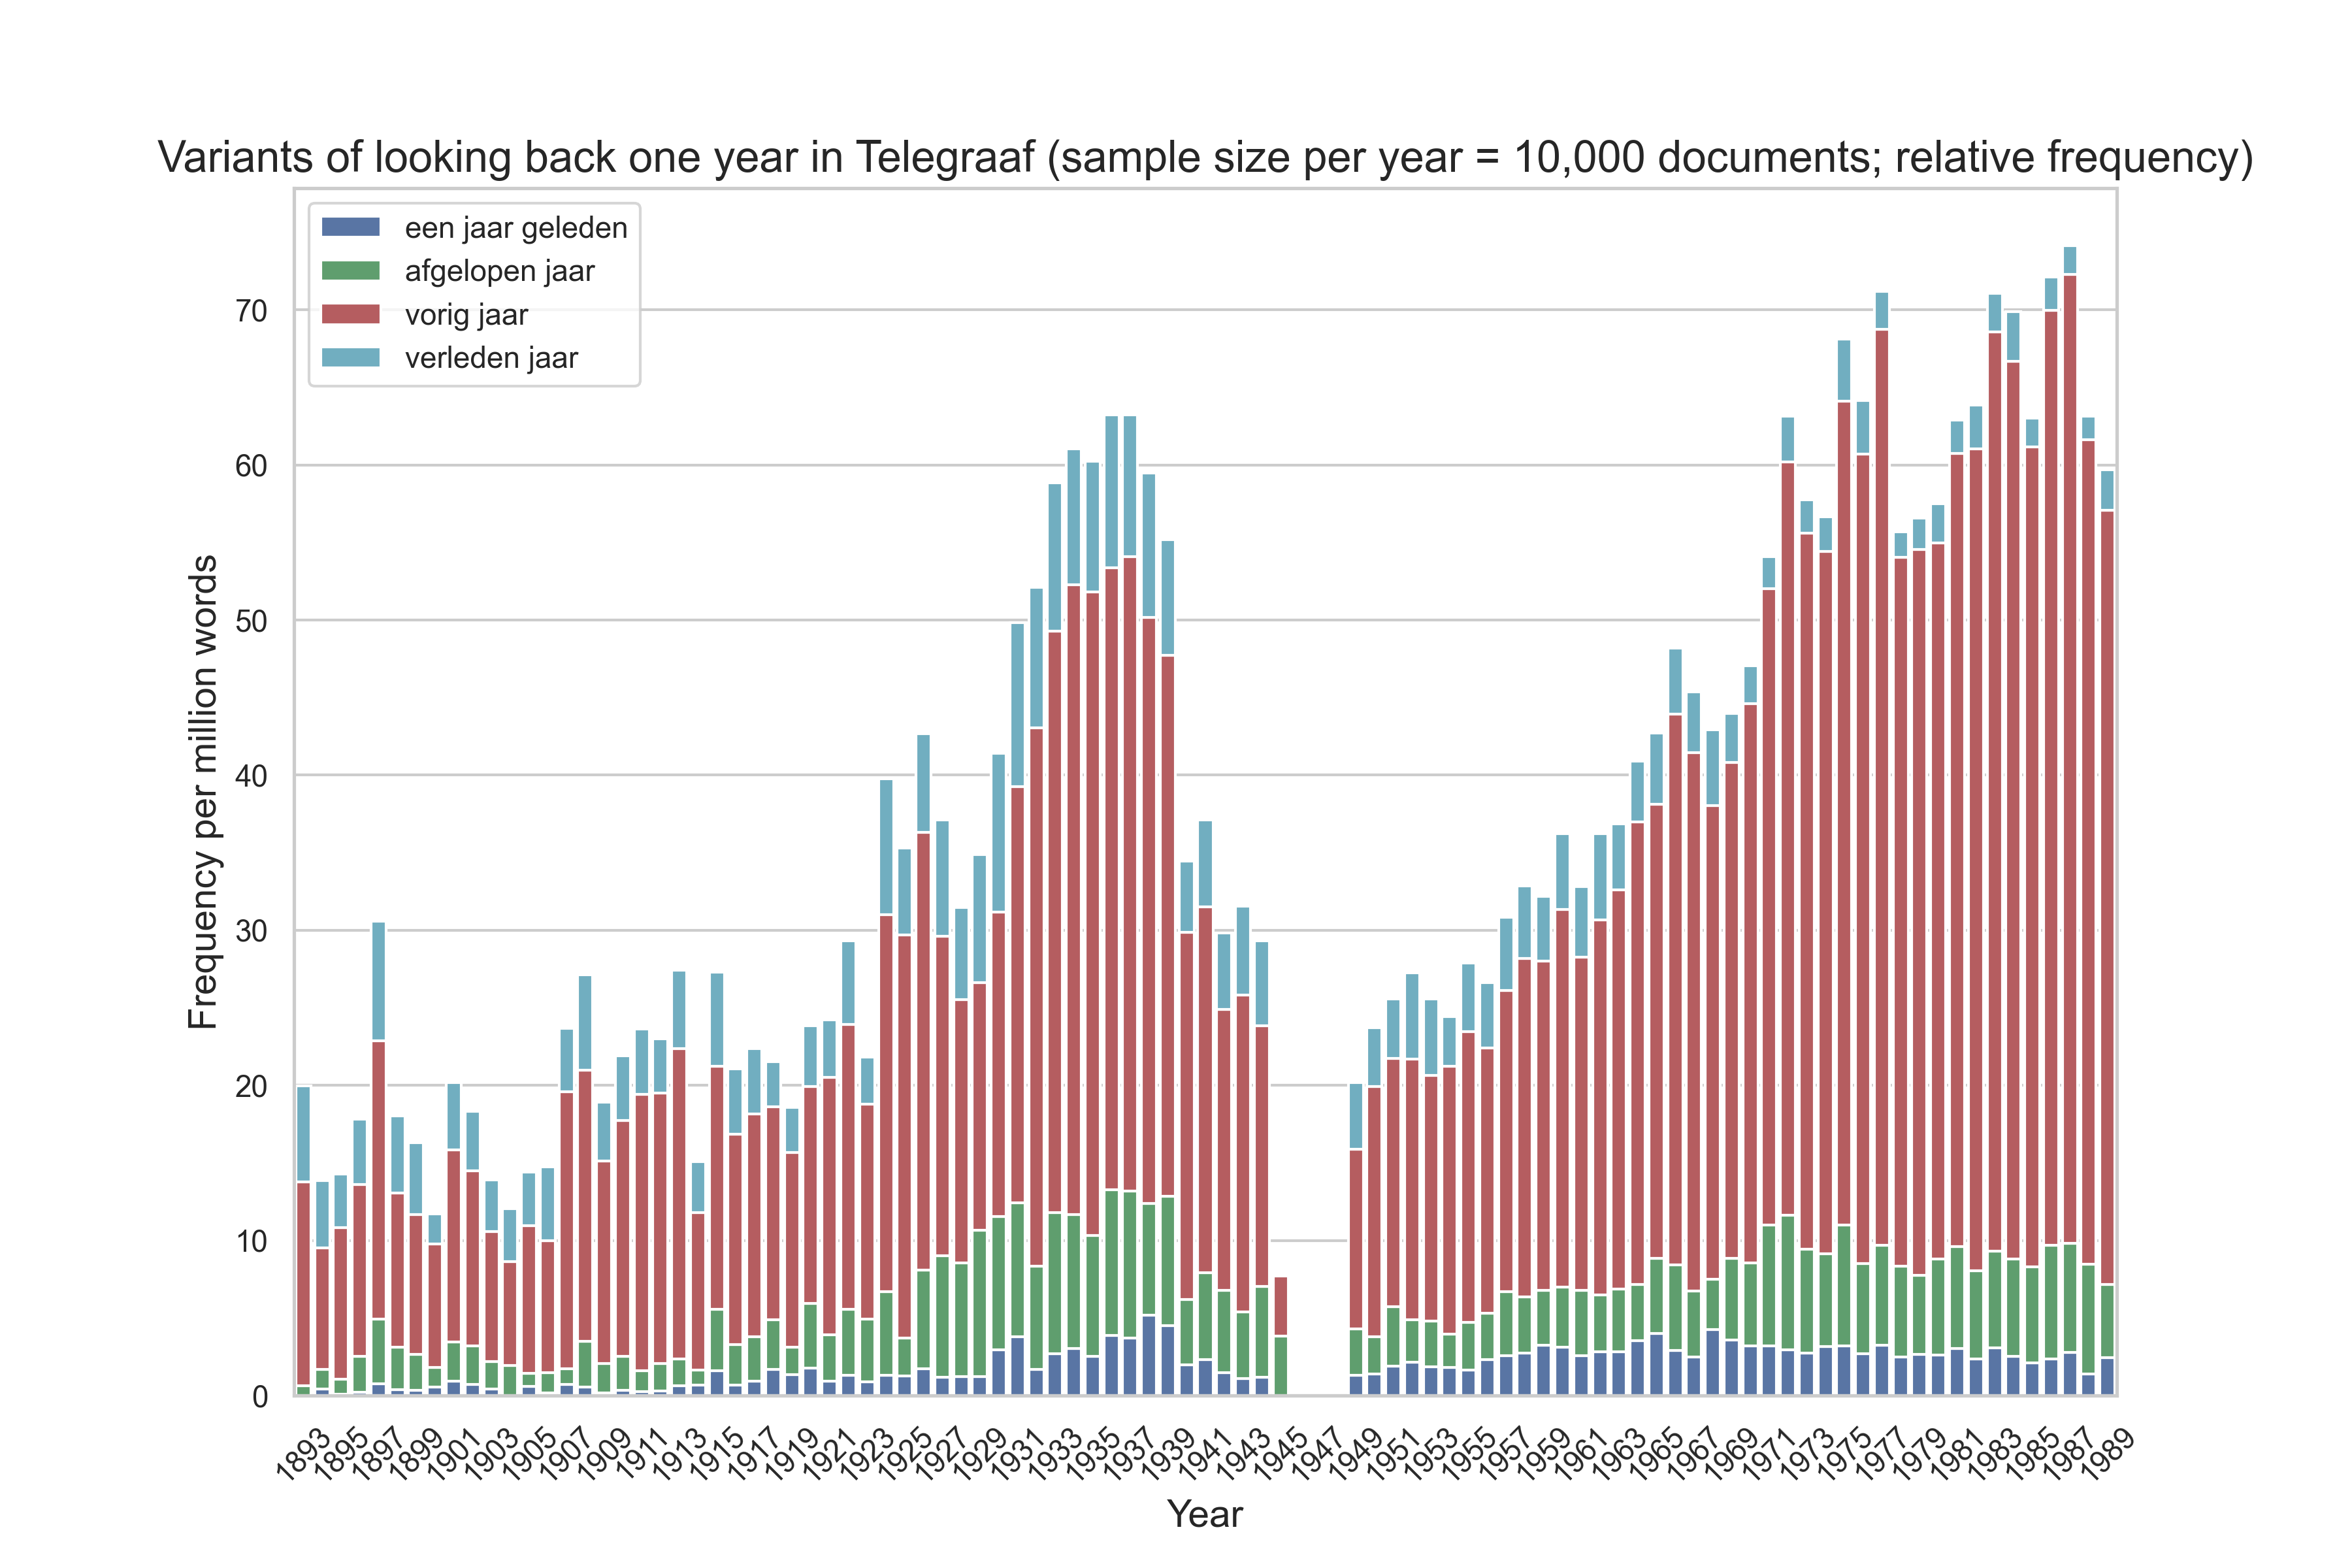 Variants of looking back one year in Telegraaf (sample size per year = 10,000 documents; relative frequency)
een jaar geleden
afgelopen jaar
vorig jaar
verleden jaar
Frequency per million words
70
60
50
40
30
20
10
0
1893 1895 1897 1899 1901 1903 1905 1907 1909 1911 1913 1915 1917 1919 1921 1923 1925 1927 1929 1931 1933 1935 1937 1939 1941 1943 1945 1947 1949 1951 1953 1955 1957 1959 1961 1963 1965 1967 1969 1971 1973 1975 1977 1979 1981 1983 1985 1987 1989
Year